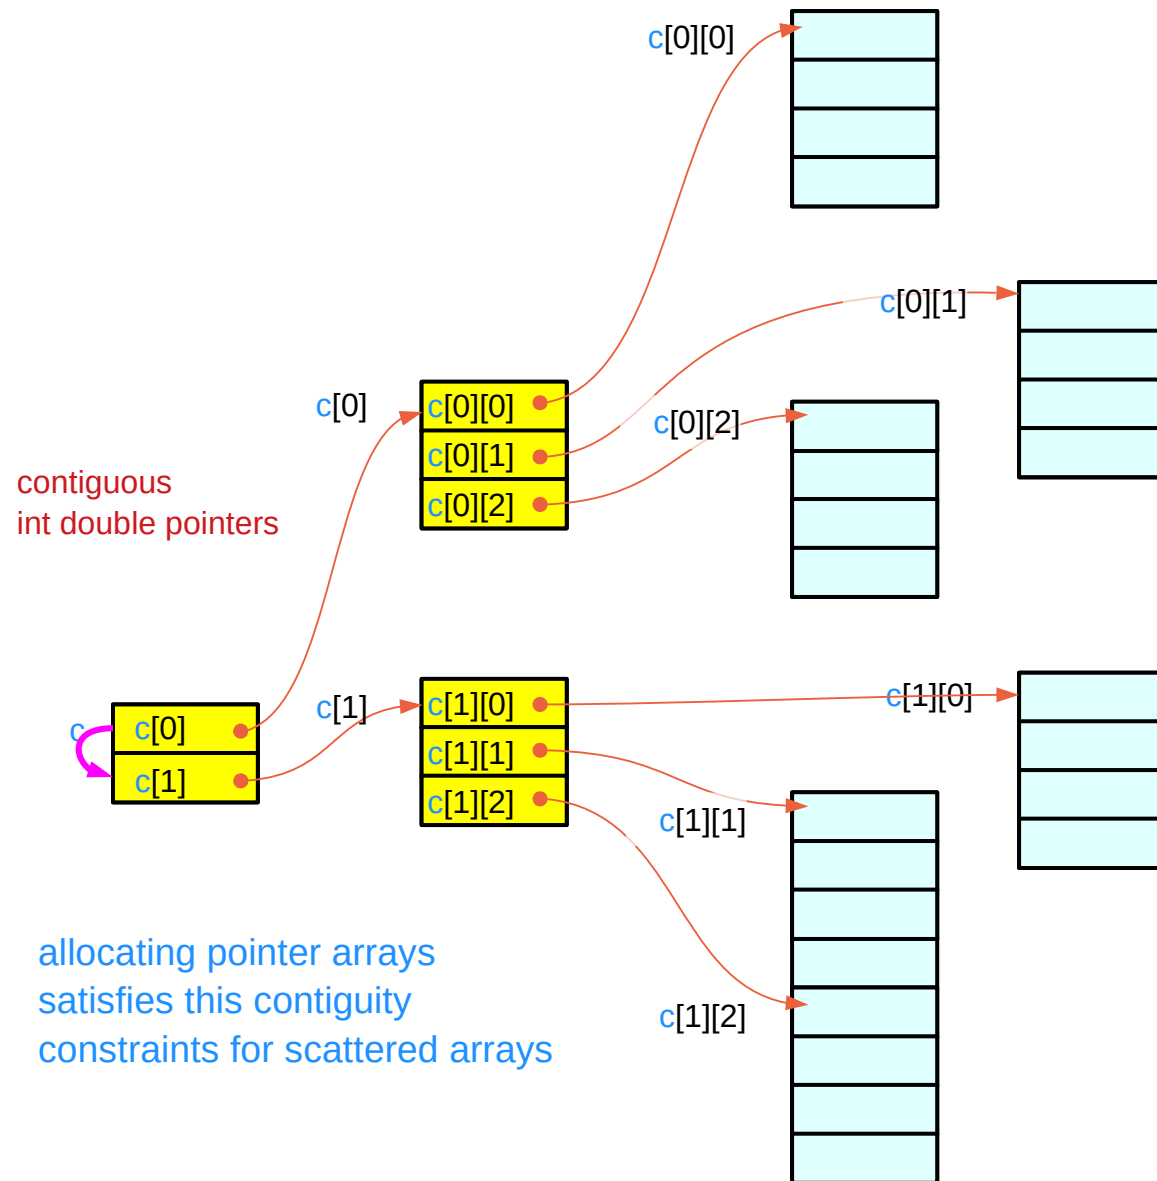 c[0][0]
c[0][1]
c[0]
c[0][0]
c[0][2]
c[0][1]
c[0][2]
contiguous
int double pointers
c[1][0]
c[1]
c[1][0]
c
c[0]
c[1][1]
c[1]
c[1][2]
c[1][1]
allocating pointer arrays
satisfies this contiguity
c[1][2]
constraints for scattered arrays